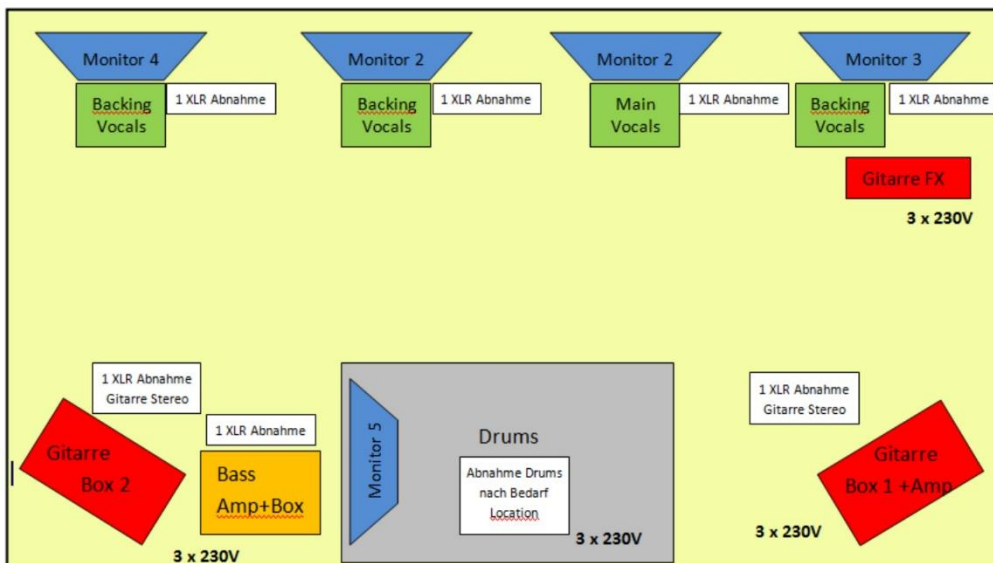 Monitor 4
Monitor 2
Monitor 2
Monitor 3
Backing
Vocals
1 XLR Abnahme
Backing
Vocals
1 XLR Abnahme
Main
Vocals
1 XLR Abnahme
Backing
Vocals
1 XLR Abnahme
Gitarre FX
3 x 230V
1 XLR Abnahme
Gitarre Stereo
Gitarre
Box 2
1 XLR Abnahme
Bass
Amp+Box
3 x 230V
Monitor 5
Drums
Abnahme Drums
nach Bedarf
Location
3 x 230V
1 XLR Abnahme
Gitarre Stereo
Gitarre
Box 1 +Amp
3 x 230V